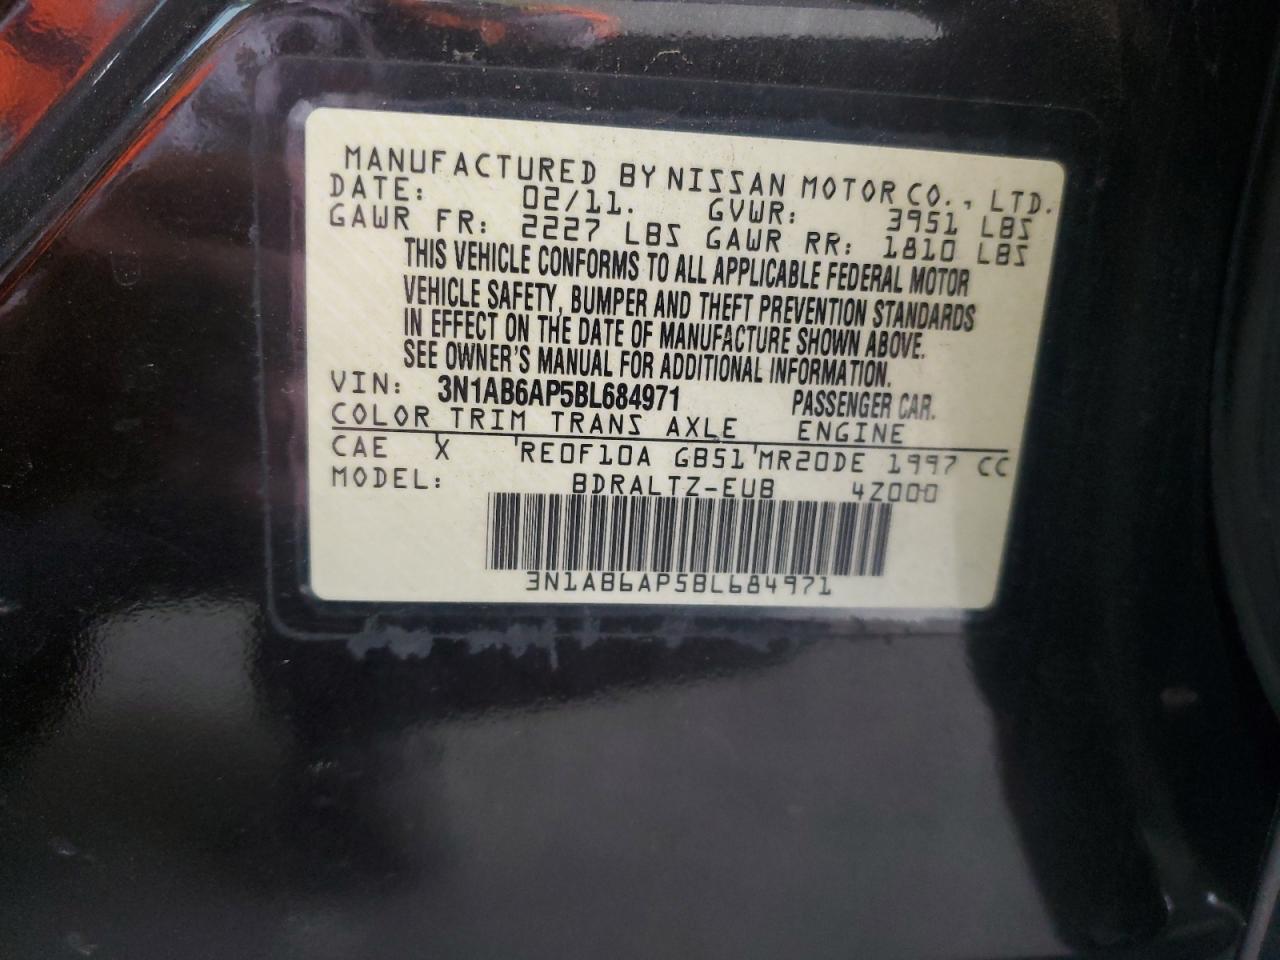 MANUFACTURED BY NISSAN MOTOR CO., LTD.
DATE: 02/11. GVWR: 3951 LBS
GAWR FR: 2227 LBS GAWR RR: 1810 LBS
THIS VEHICLE CONFORMS TO ALL APPLICABLE FEDERAL MOTOR
VEHICLE SAFETY, BUMPER AND THEFT PREVENTION STANDARDS
IN EFFECT ON THE DATE OF MANUFACTURE SHOWN ABOVE.
SEE OWNER'S MANUAL FOR ADDITIONAL INFORMATION.
VIN: 3N1AB6AP5BL684971 PASSENGER CAR.
COLOR TRIM TRANS AXLE ENGINE
CAE X RE0F10A GB51 MR20DE 1997 CC
MODEL: BDRALTZ-EUB 4Z000
3N1AB6AP5BL684971